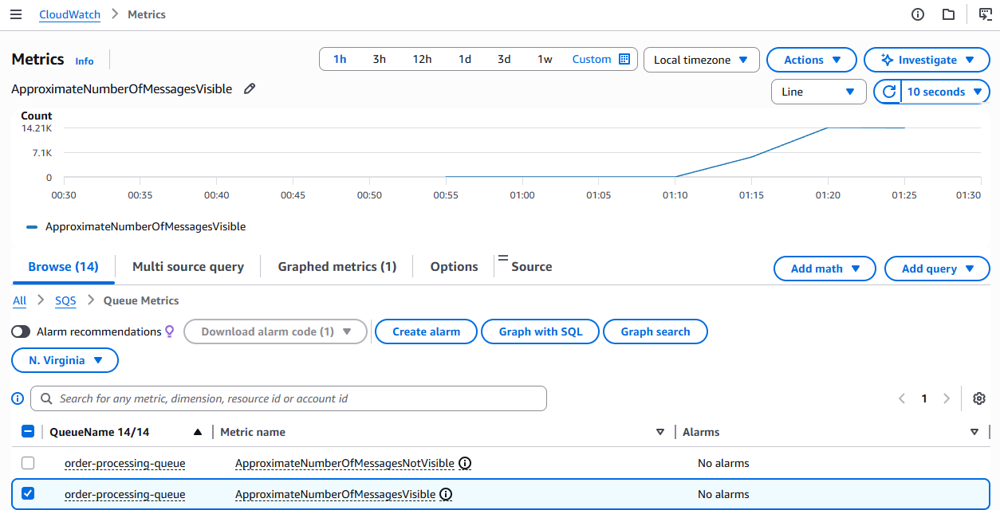 CloudWatch > Metrics
Metrics Info
1h 3h 12h 1d 3d 1w Custom
Local timezone
Actions
Investigate
ApproximateNumberOfMessagesVisible
Line
10 seconds
Count
14.21K
7.1K
0
00:30 00:35 00:40 00:45 00:50 00:55 01:00 01:05 01:10 01:15 01:20 01:25 01:30
ApproximateNumberOfMessagesVisible
Browse (14) Multi source query Graphed metrics (1) Options Source
Add math Add query
All > SQS > Queue Metrics
Alarm recommendations Download alarm code (1) Create alarm Graph with SQL Graph search
N. Virginia
Search for any metric, dimension, resource id or account id
1
QueueName 14/14 Metric name Alarms
order-processing-queue ApproximateNumberOfMessagesNotVisible No alarms
order-processing-queue ApproximateNumberOfMessagesVisible No alarms